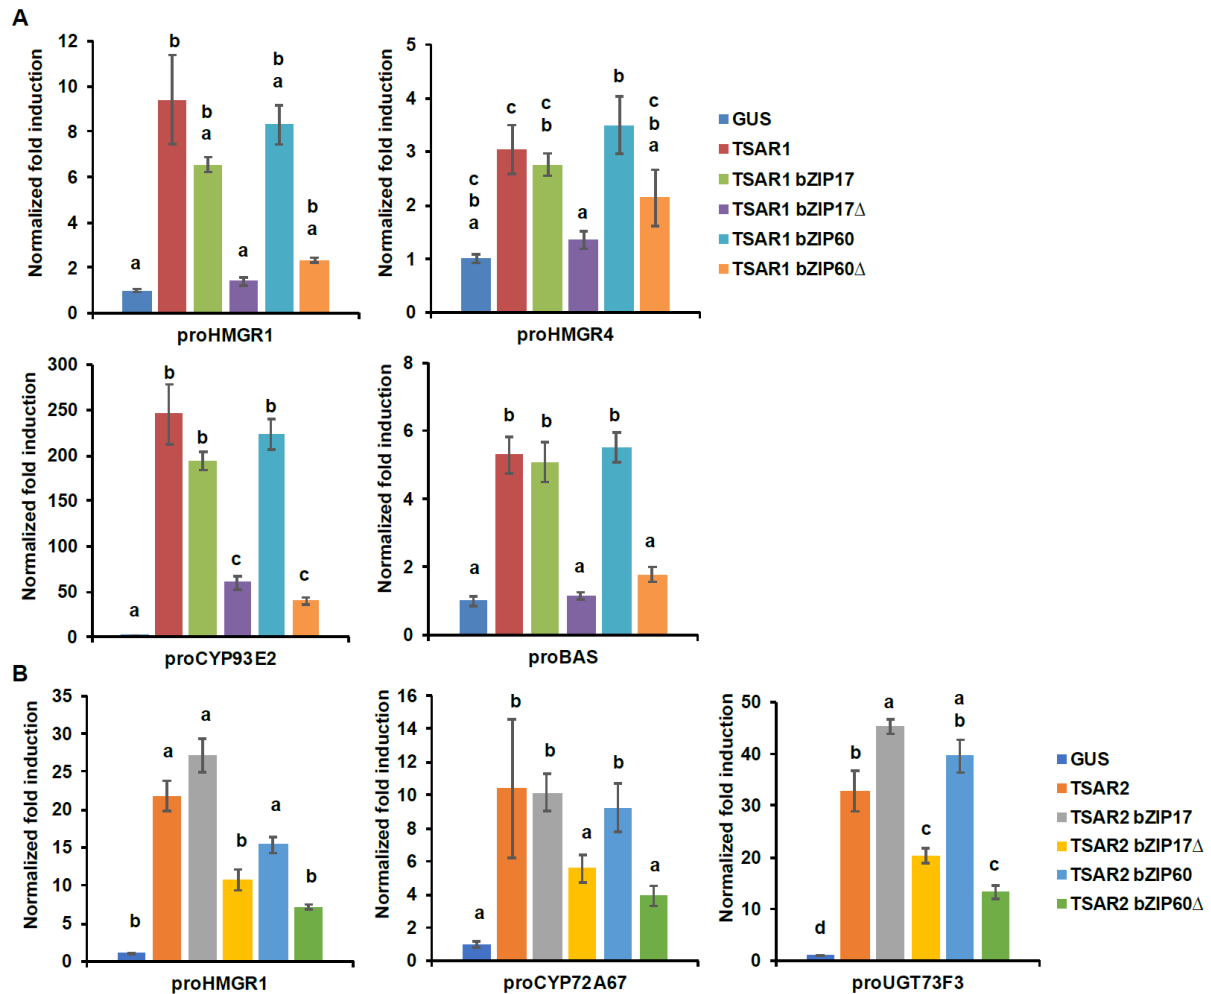 A
Normalized fold induction
12
10
8
6
4
2
0
a
b
b
a
a
b
a
b
a
proHMGR1
Normalized fold induction
5
4
3
2
1
0
c
b
a
c
c
b
a
b
c
b
a
proHMGR4
GUS
TSAR1
TSAR1 bZIP17
TSAR1 bZIP17Δ
TSAR1 bZIP60
TSAR1 bZIP60Δ
Normalized fold induction
300
250
200
150
100
50
0
a
b
b
c
b
c
proCYP93E2
Normalized fold induction
8
6
4
2
0
a
b
b
a
b
a
proBAS
B
Normalized fold induction
35
30
25
20
15
10
5
0
b
a
a
b
a
b
proHMGR1
Normalized fold induction
16
14
12
10
8
6
4
2
0
a
b
b
a
b
a
proCYP72A67
Normalized fold induction
50
40
30
20
10
0
d
b
a
c
a
b
c
proUGT73F3
GUS
TSAR2
TSAR2 bZIP17
TSAR2 bZIP17Δ
TSAR2 bZIP60
TSAR2 bZIP60Δ